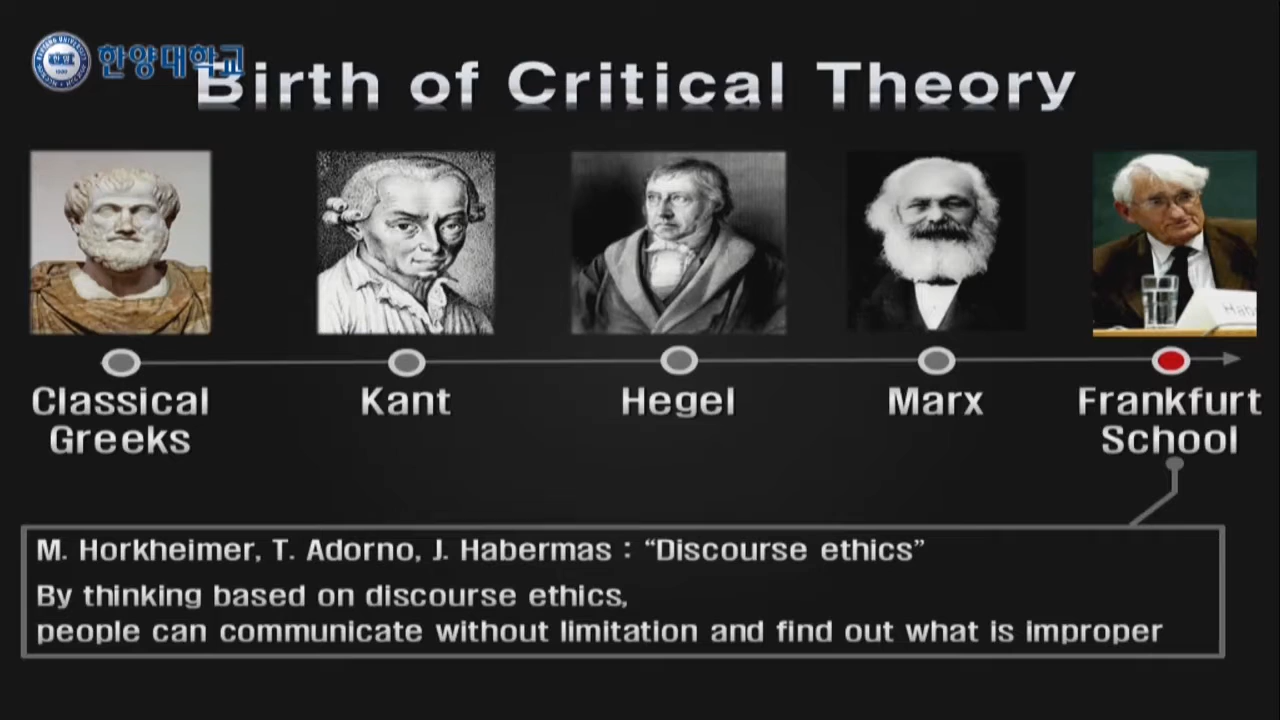 한양대학교
Birth of Critical Theory
Classical
Greeks
Kant
Hegel
Marx
Frankfurt
School
M. Horkheimer, T. Adorno, J. Habermas : “Discourse ethics”
By thinking based on discourse ethics,
people can communicate without limitation and find out what is improper